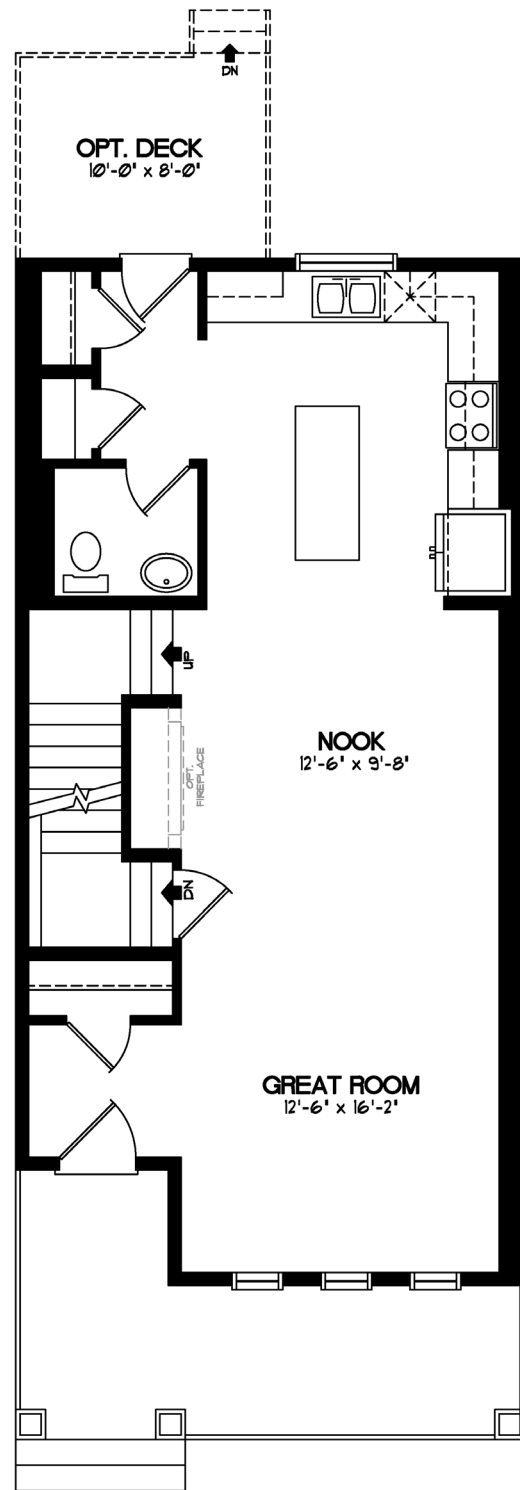 DN
OPT. DECK
10'-0" x 8'-0"
UP
NOOK
12'-6" x 9'-8"
OPT.
FIREPLACE
DN
GREAT ROOM
12'-6" x 16'-2"